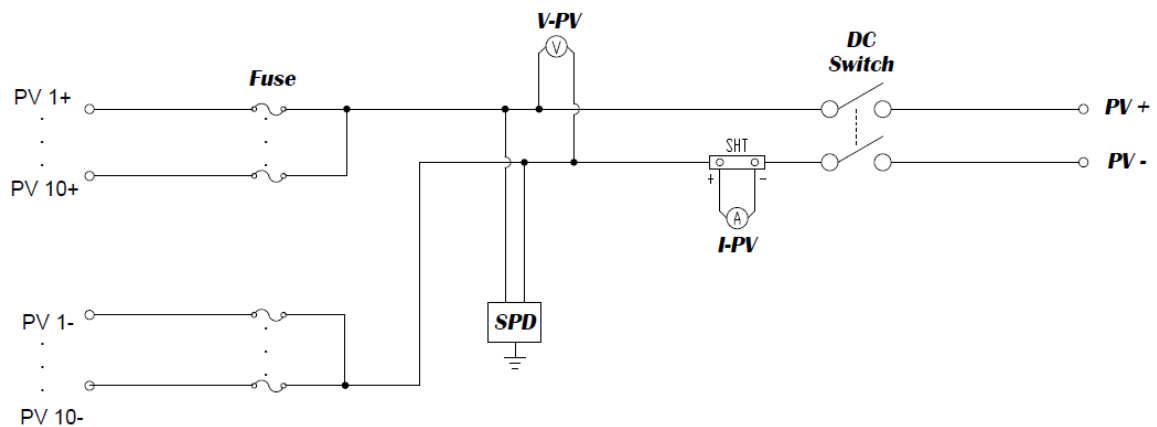 V-PV
V
DC
Switch
Fuse
PV 1+
PV +
SHT
PV -
PV 10+
+ -
A
I-PV
PV 1-
SPD
PV 10-